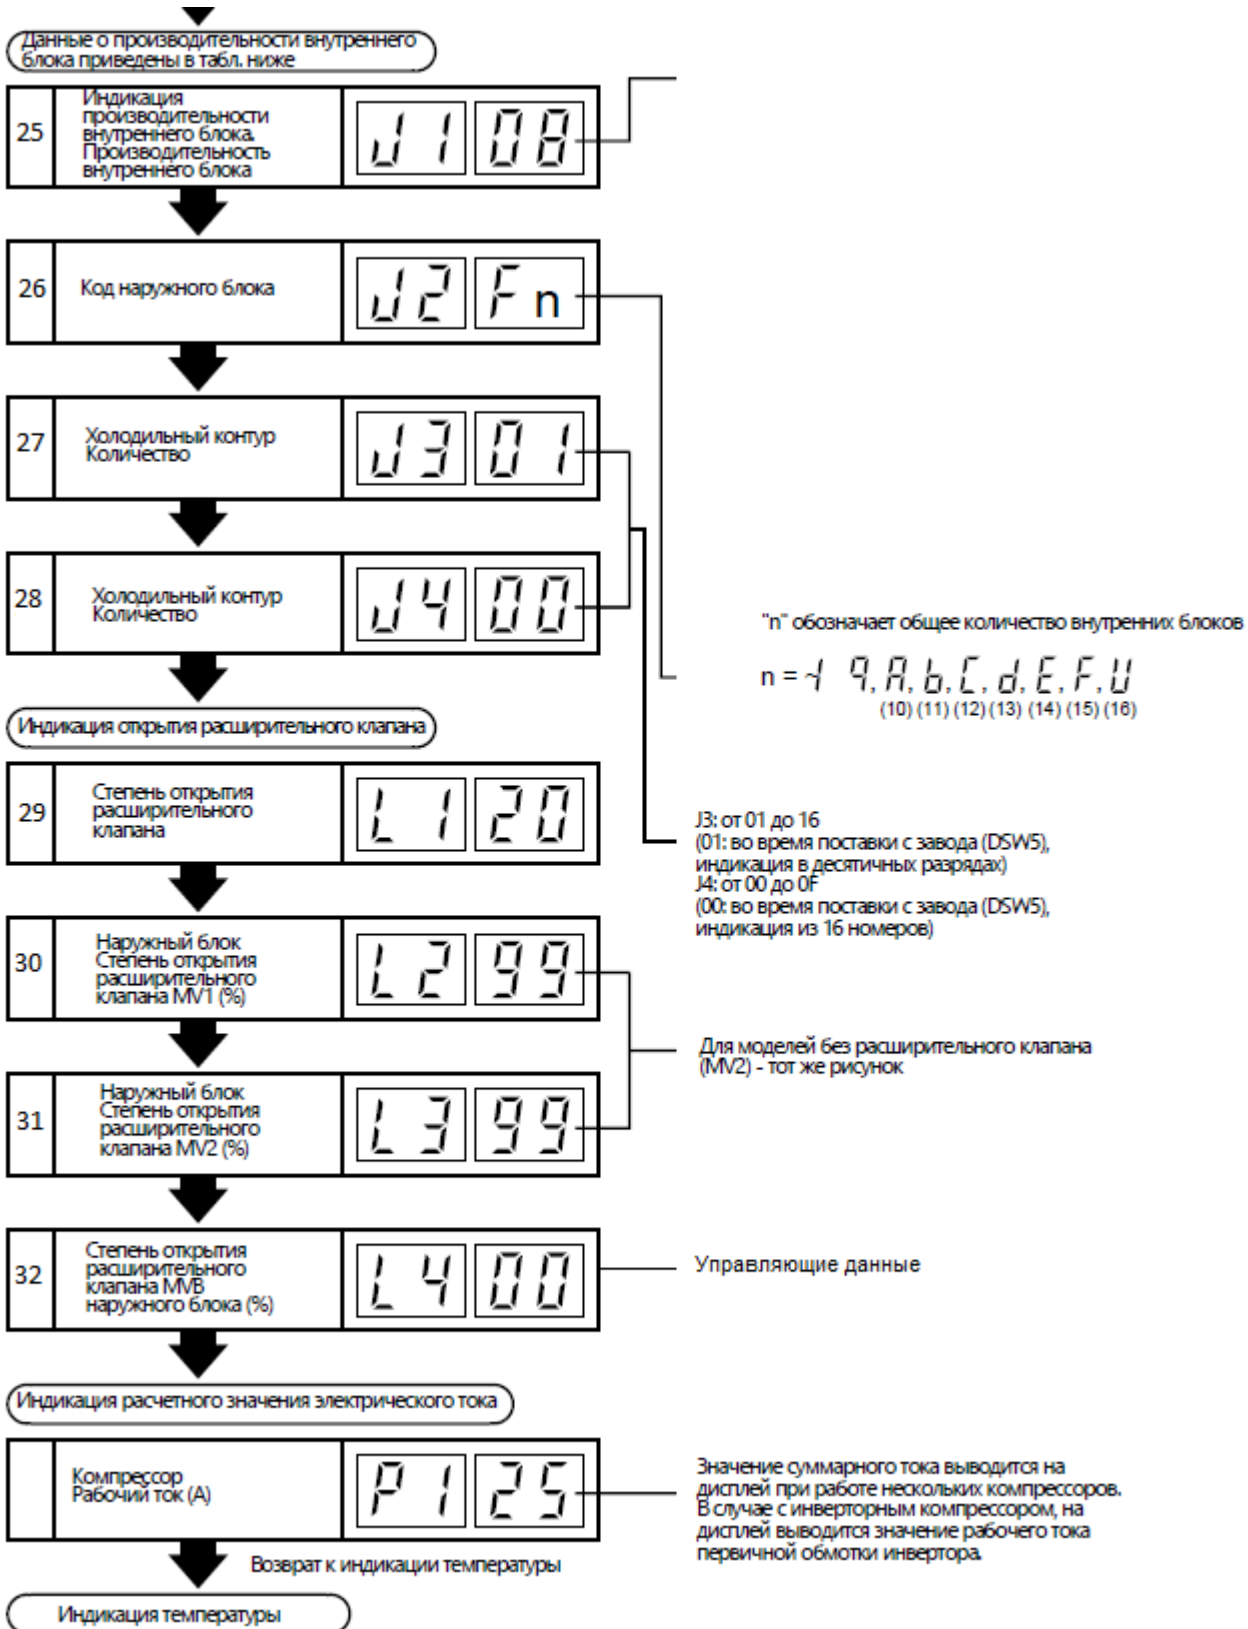 Данные о производительности внутреннего
блока приведены в табл. ниже
25
Индикация
производительности
внутреннего блока.
Производительность
внутреннего блока
J1 08
26
Код наружного блока
J2 Fn
27
Холодильный контур
Количество
J3 01
28
Холодильный контур
Количество
J4 00
"n" обозначает общее количество внутренних блоков
n = ~1 9, A, b, C, d, E, F, U
(10) (11) (12) (13) (14) (15) (16)
Индикация открытия расширительного клапана
29
Степень открытия
расширительного
клапана
L1 20
J3: от 01 до 16
(01: во время поставки с завода (DSW5),
индикация в десятичных разрядах)
J4: от 00 до 0F
(00: во время поставки с завода (DSW5),
индикация из 16 номеров)
30
Наружный блок
Степень открытия
расширительного
клапана MV1 (%)
L2 99
Для моделей без расширительного клапана
(MV2) - тот же рисунок
31
Наружный блок
Степень открытия
расширительного
клапана MV2 (%)
L3 99
32
Степень открытия
расширительного
клапана MVB
наружного блока (%)
L4 00
Управляющие данные
Индикация расчетного значения электрического тока
Компрессор
Рабочий ток (А)
P1 25
Значение суммарного тока выводится на
дисплей при работе нескольких компрессоров.
В случае с инверторным компрессором, на
дисплей выводится значение рабочего тока
первичной обмотки инвертора.
Возврат к индикации температуры
Индикация температуры